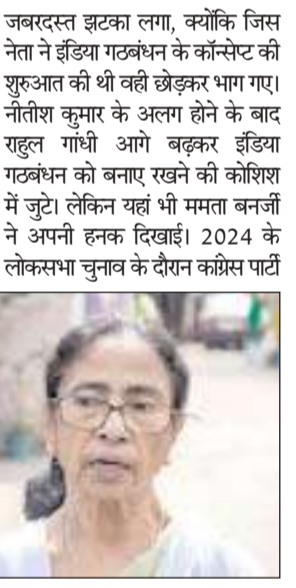 जबरदस्त झटका लगा, क्योंकि जिस
नेता ने इंडिया गठबंधन के कॉन्सेप्ट की
शुरुआत की थी वही छोड़कर भाग गए।
नीतीश कुमार के अलग होने के बाद
राहुल गांधी आगे बढ़कर इंडिया
गठबंधन को बनाए रखने की कोशिश
में जुटे। लेकिन यहां भी ममता बनर्जी
ने अपनी हनक दिखाई। 2024 के
लोकसभा चुनाव के दौरान कांग्रेस पार्टी